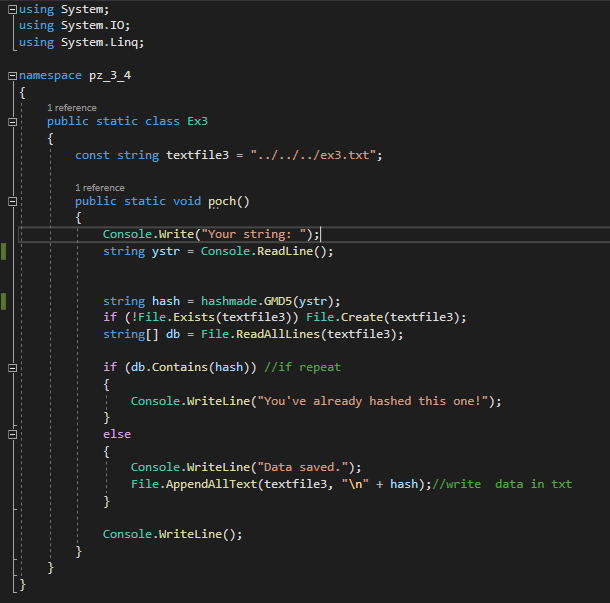 using System;
using System.IO;
using System.Linq;
namespace pz_3_4
{
1 reference
public static class Ex3
{
const string textfile3 = "../../../ex3.txt";
1 reference
public static void poch()
{
Console.Write("Your string: ");
string ystr = Console.ReadLine();
string hash = hashmade.GMD5(ystr);
if (!File.Exists(textfile3)) File.Create(textfile3);
string[] db = File.ReadAllLines(textfile3);
if (db.Contains(hash)) //if repeat
{
Console.WriteLine("You've already hashed this one!");
}
else
{
Console.WriteLine("Data saved.");
File.AppendAllText(textfile3, "\n" + hash);//write  data in txt
}
Console.WriteLine();
}
}
}